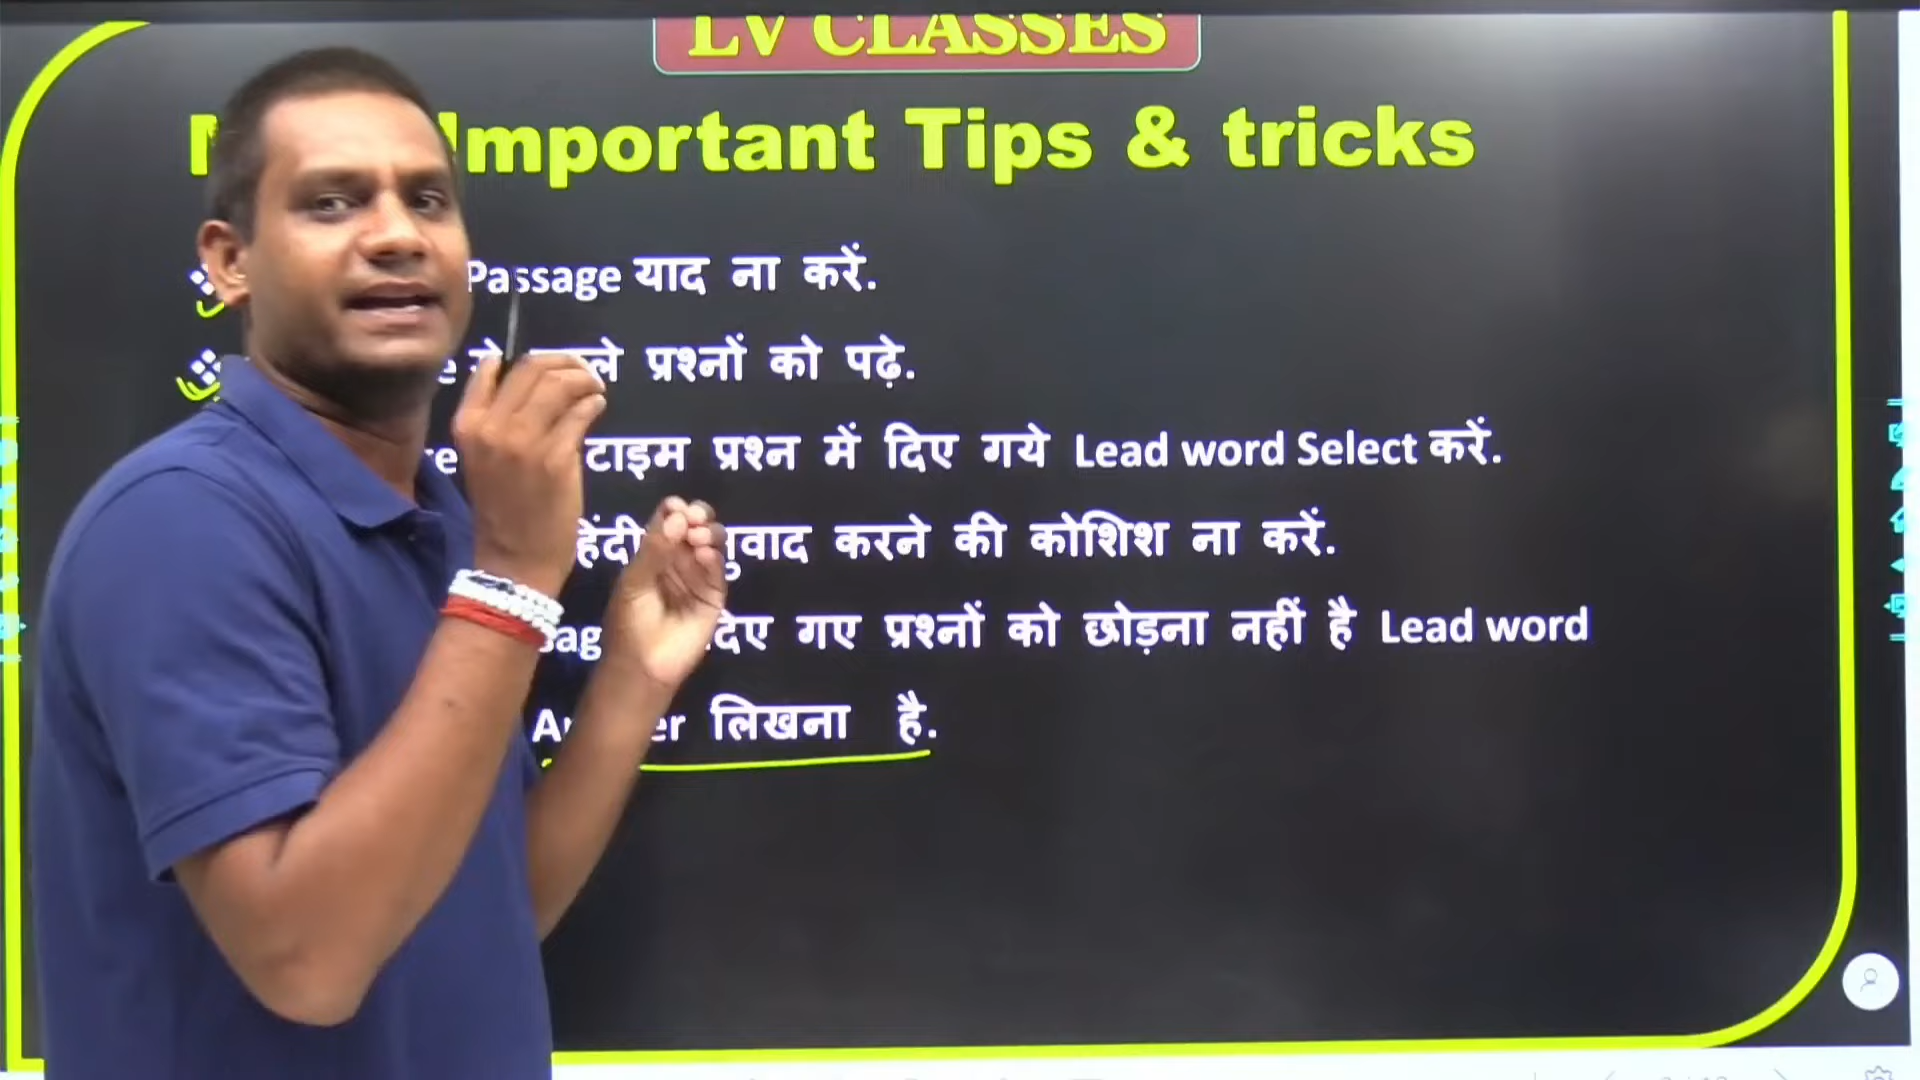 LV CLASSES
Important Tips & tricks
Passage याद ना करें.
प्रश्नों को पढ़े.
टाइम प्रश्न में दिए गये Lead word Select करें.
हिंदी करने की कोशिश ना करें.
दिए गए प्रश्नों को छोड़ना नहीं है Lead word
लिखना है.